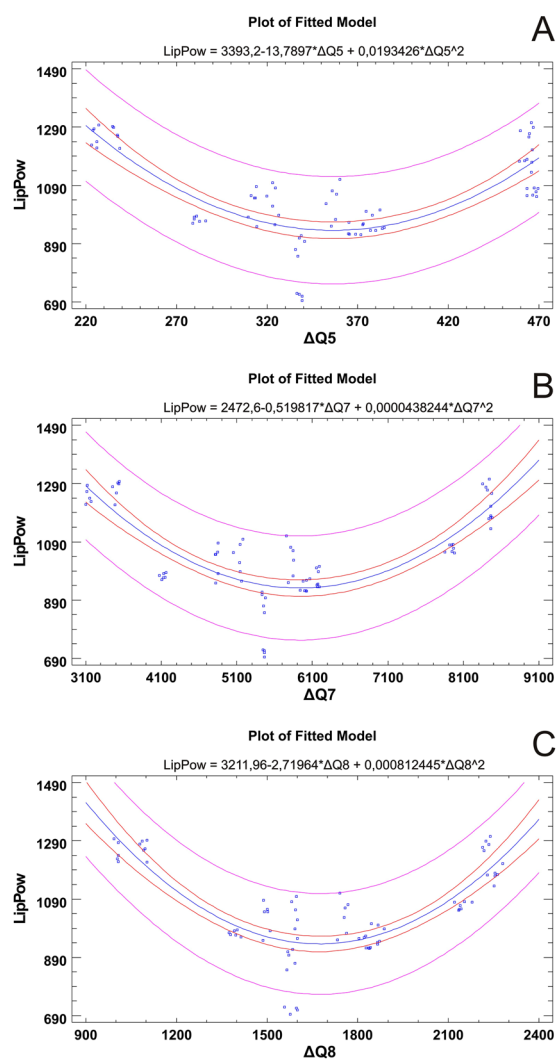 A
Plot of Fitted Model
LipPow = 3393,2-13,7897*ΔQ5 + 0,0193426*ΔQ5^2
1490
1290
1090
890
690
LipPow
220 270 320 370 420 470
ΔQ5
B
Plot of Fitted Model
LipPow = 2472,6-0,519817*ΔQ7 + 0,0000438244*ΔQ7^2
1490
1290
1090
890
690
LipPow
3100 4100 5100 6100 7100 8100 9100
ΔQ7
C
Plot of Fitted Model
LipPow = 3211,96-2,71964*ΔQ8 + 0,000812445*ΔQ8^2
1490
1290
1090
890
690
LipPow
900 1200 1500 1800 2100 2400
ΔQ8